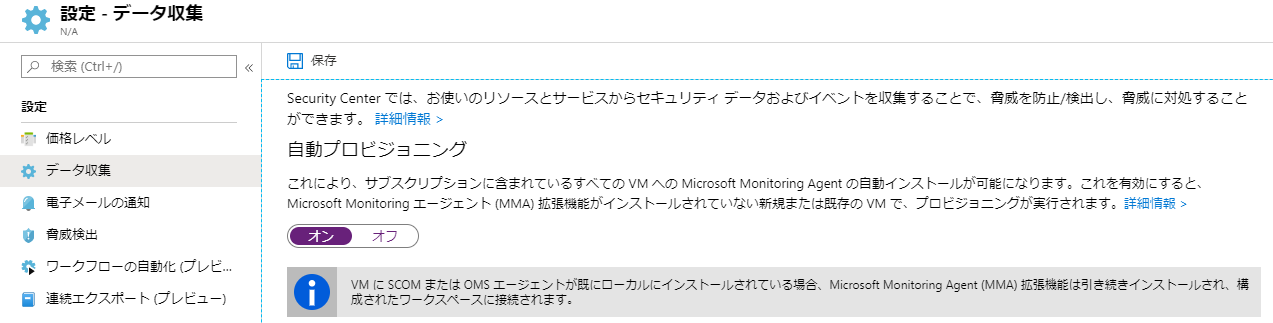 設定 - データ収集
N/A
検索 (Ctrl+/)
«
設定
価格レベル
データ収集
電子メールの通知
脅威検出
ワークフローの自動化 (プレビ...
連続エクスポート (プレビュー)
保存
Security Center では、お使いのリソースとサービスからセキュリティ データおよびイベントを収集することで、脅威を防止/検出し、脅威に対処すること
ができます。 詳細情報 >
自動プロビジョニング
これにより、サブスクリプションに含まれているすべての VM への Microsoft Monitoring Agent の自動インストールが可能になります。これを有効にすると、
Microsoft Monitoring エージェント (MMA) 拡張機能がインストールされていない新規または既存の VM で、プロビジョニングが実行されます。詳細情報 >
オン オフ
VM に SCOM または OMS エージェントが既にローカルにインストールされている場合、Microsoft Monitoring Agent (MMA) 拡張機能は引き続きインストールされ、構
成されたワークスペースに接続されます。